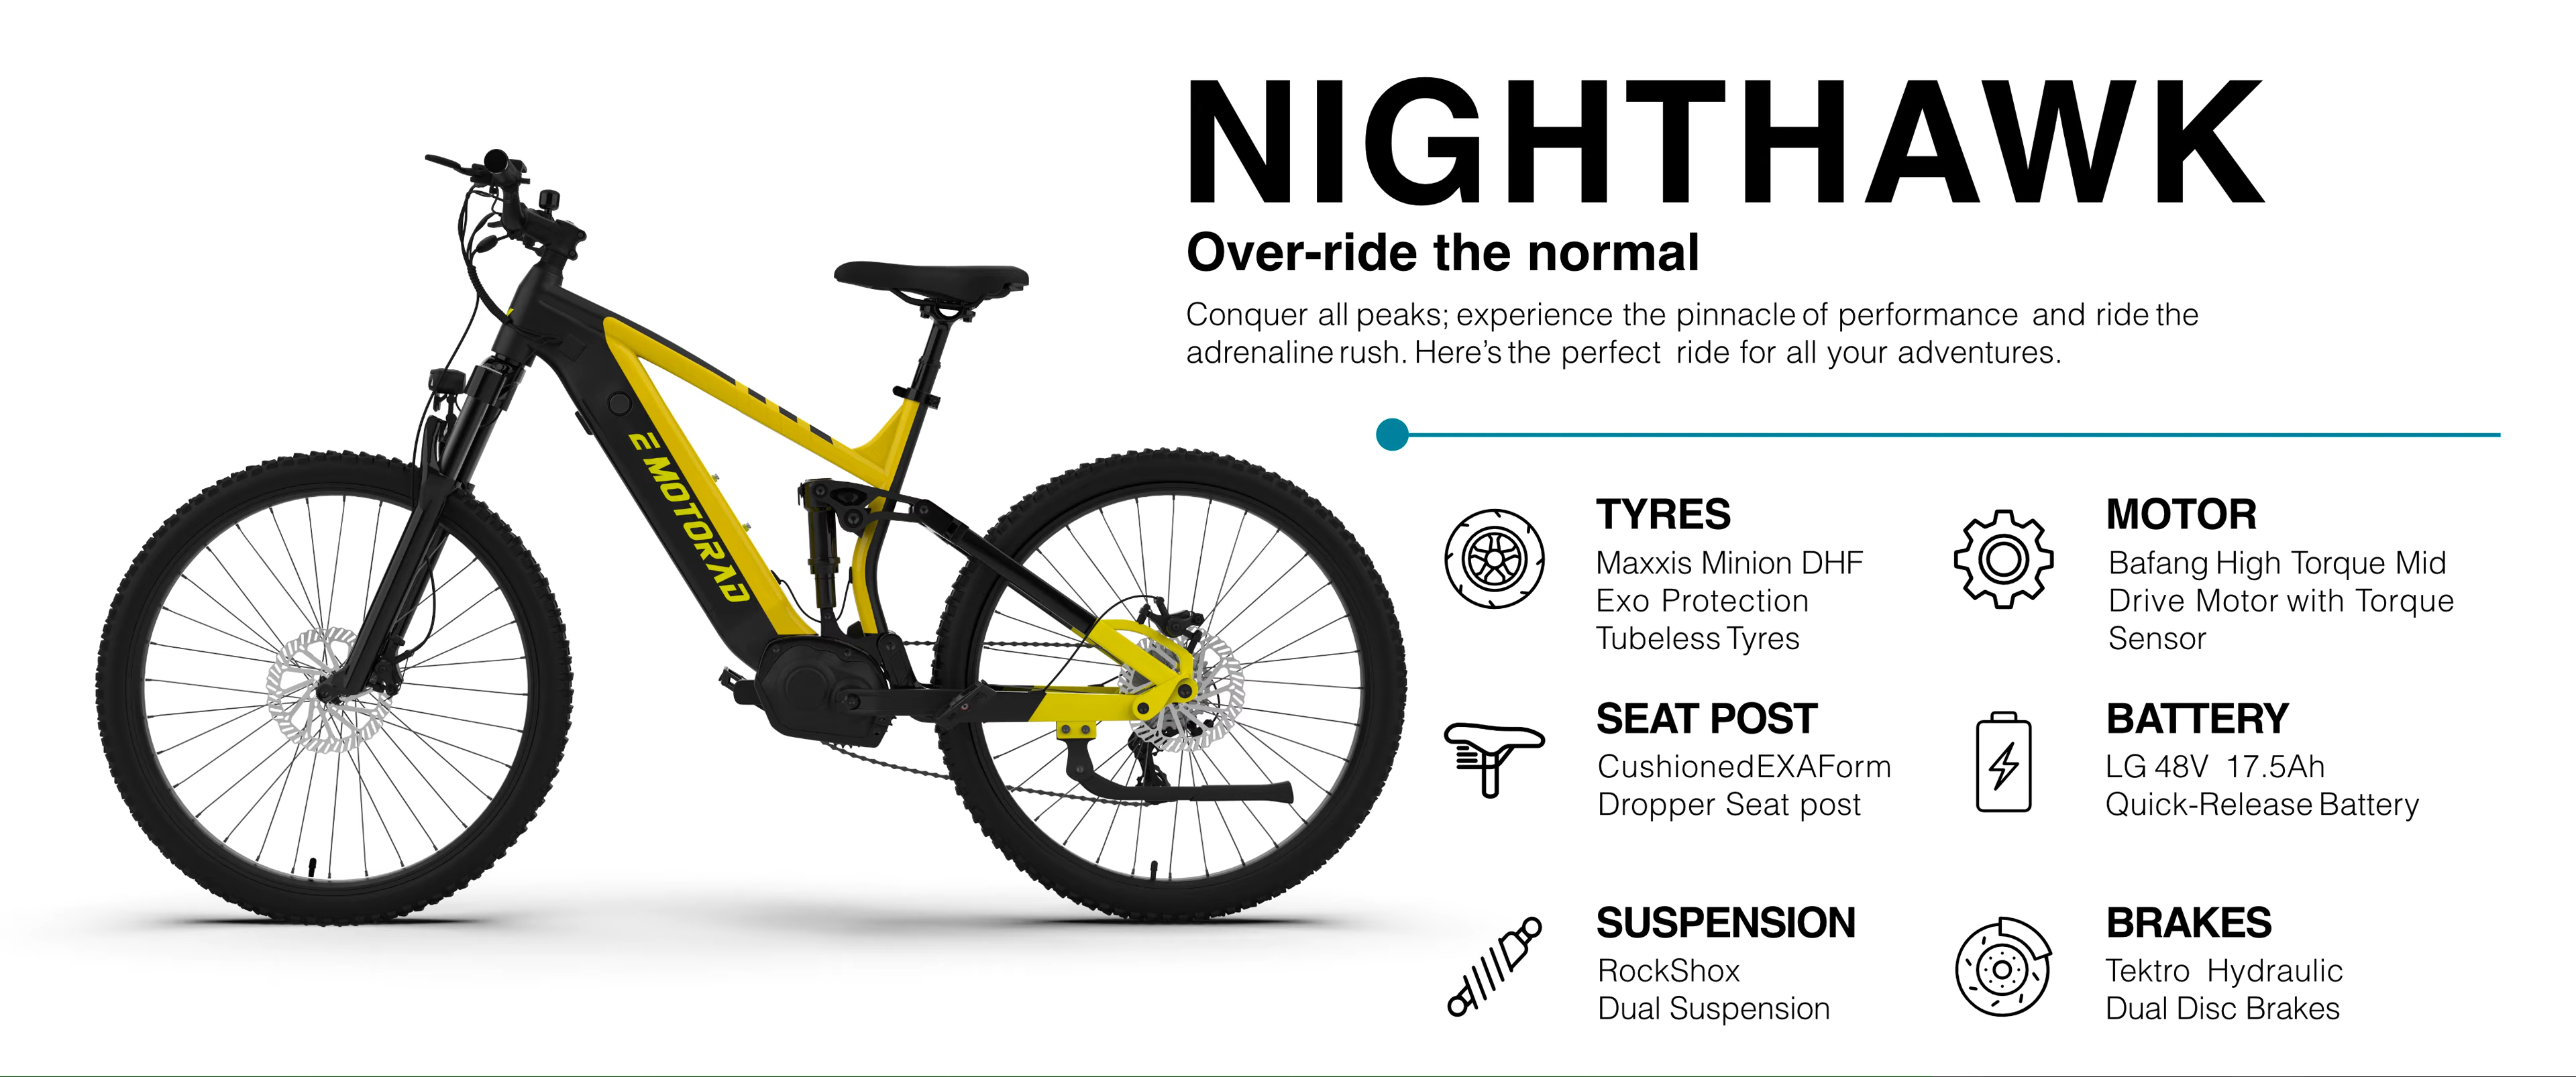 NIGHTHAWK
Over-ride the normal
Conquer all peaks; experience the pinnacle of performance and ride the
adrenaline rush. Here's the perfect ride for all your adventures.
EMOTORAD
TYRES
Maxxis Minion DHF
Exo Protection
Tubeless Tyres
MOTOR
Bafang High Torque Mid
Drive Motor with Torque
Sensor
SEAT POST
CushionedEXAForm
Dropper Seat post
BATTERY
LG 48V 17.5Ah
Quick-Release Battery
SUSPENSION
RockShox
Dual Suspension
BRAKES
Tektro Hydraulic
Dual Disc Brakes